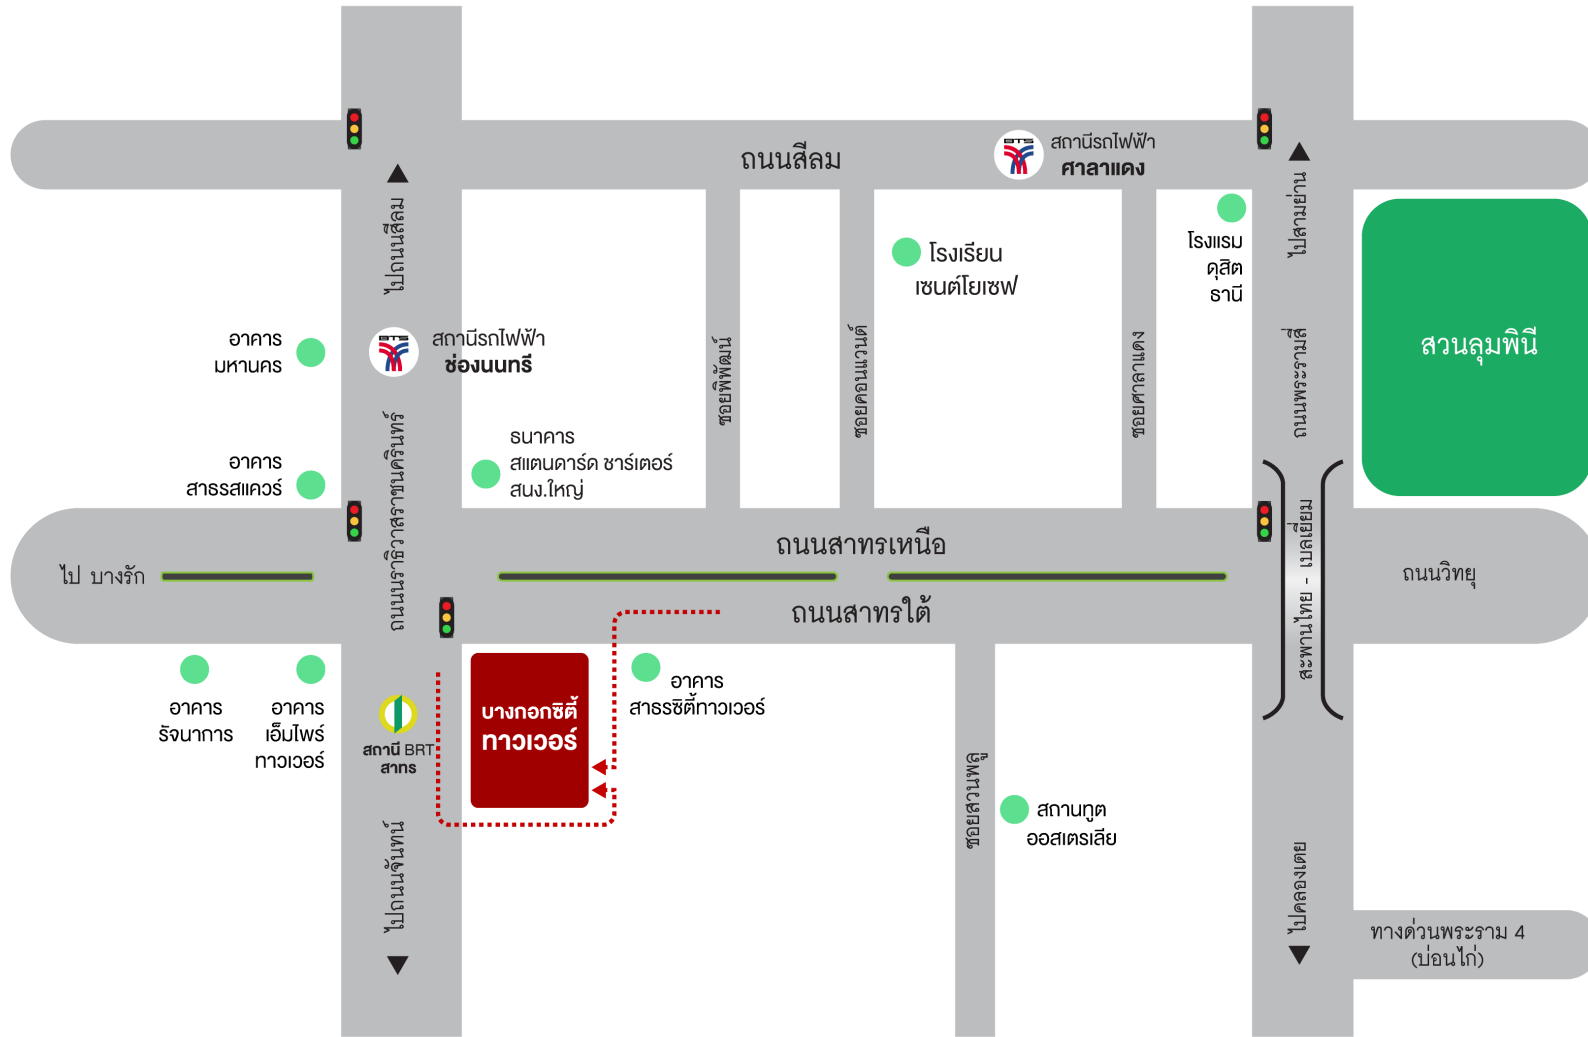 ถนนสีลม
BTS
สถานีรถไฟฟ้า
ศาลาแดง
ไปถนนสีลม
ไปสามย่าน
โรงแรม
ดุสิต
ธานี
โรงเรียน
เซนต์โยเซฟ
อาคาร
มหานคร
BTS
สถานีรถไฟฟ้า
ช่องนนทรี
ซอยพิพัฒน์
ซอยคอนแวนต์
ซอยศาลาแดง
ถนนพระรามสี่
สวนลุมพินี
อาคาร
สาธรสแควร์
ธนาคาร
สแตนดาร์ด ชาร์เตอร์
สนง.ใหญ่
ถนนนราธิวาสราชนครินทร์
ถนนสาทรเหนือ
ไป บางรัก
ถนนสาทรใต้
สะพานไทย - เบลเยี่ยม
ถนนวิทยุ
อาคาร
รัจนาการ
อาคาร
เอ็มไพร์
ทาวเวอร์
สถานี BRT
สาทร
บางกอกซิตี้
ทาวเวอร์
อาคาร
สาธรซิตี้ทาวเวอร์
ซอยสวนพลู
สถานทูต
ออสเตรเลีย
ไปถนนจันทน์
ไปคลองเตย
ทางด่วนพระราม 4
(บ่อนไก่)